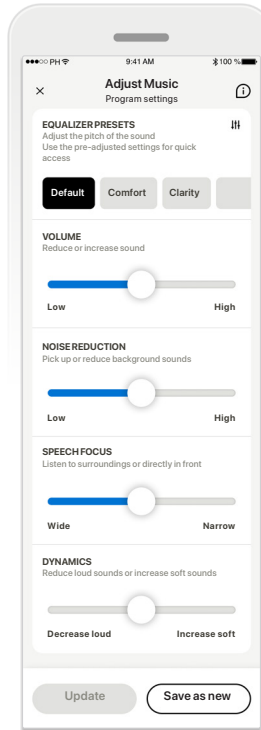 PH 9:41 AM 100 %
Adjust Music
Program settings
EQUALIZER PRESETS
Adjust the pitch of the sound
Use the pre-adjusted settings for quick
access
Default Comfort Clarity
VOLUME
Reduce or increase sound
Low High
NOISE REDUCTION
Pick up or reduce background sounds
Low High
SPEECH FOCUS
Listen to surroundings or directly in front
Wide Narrow
DYNAMICS
Reduce loud sounds or increase soft sounds
Decrease loud Increase soft
Update Save as new